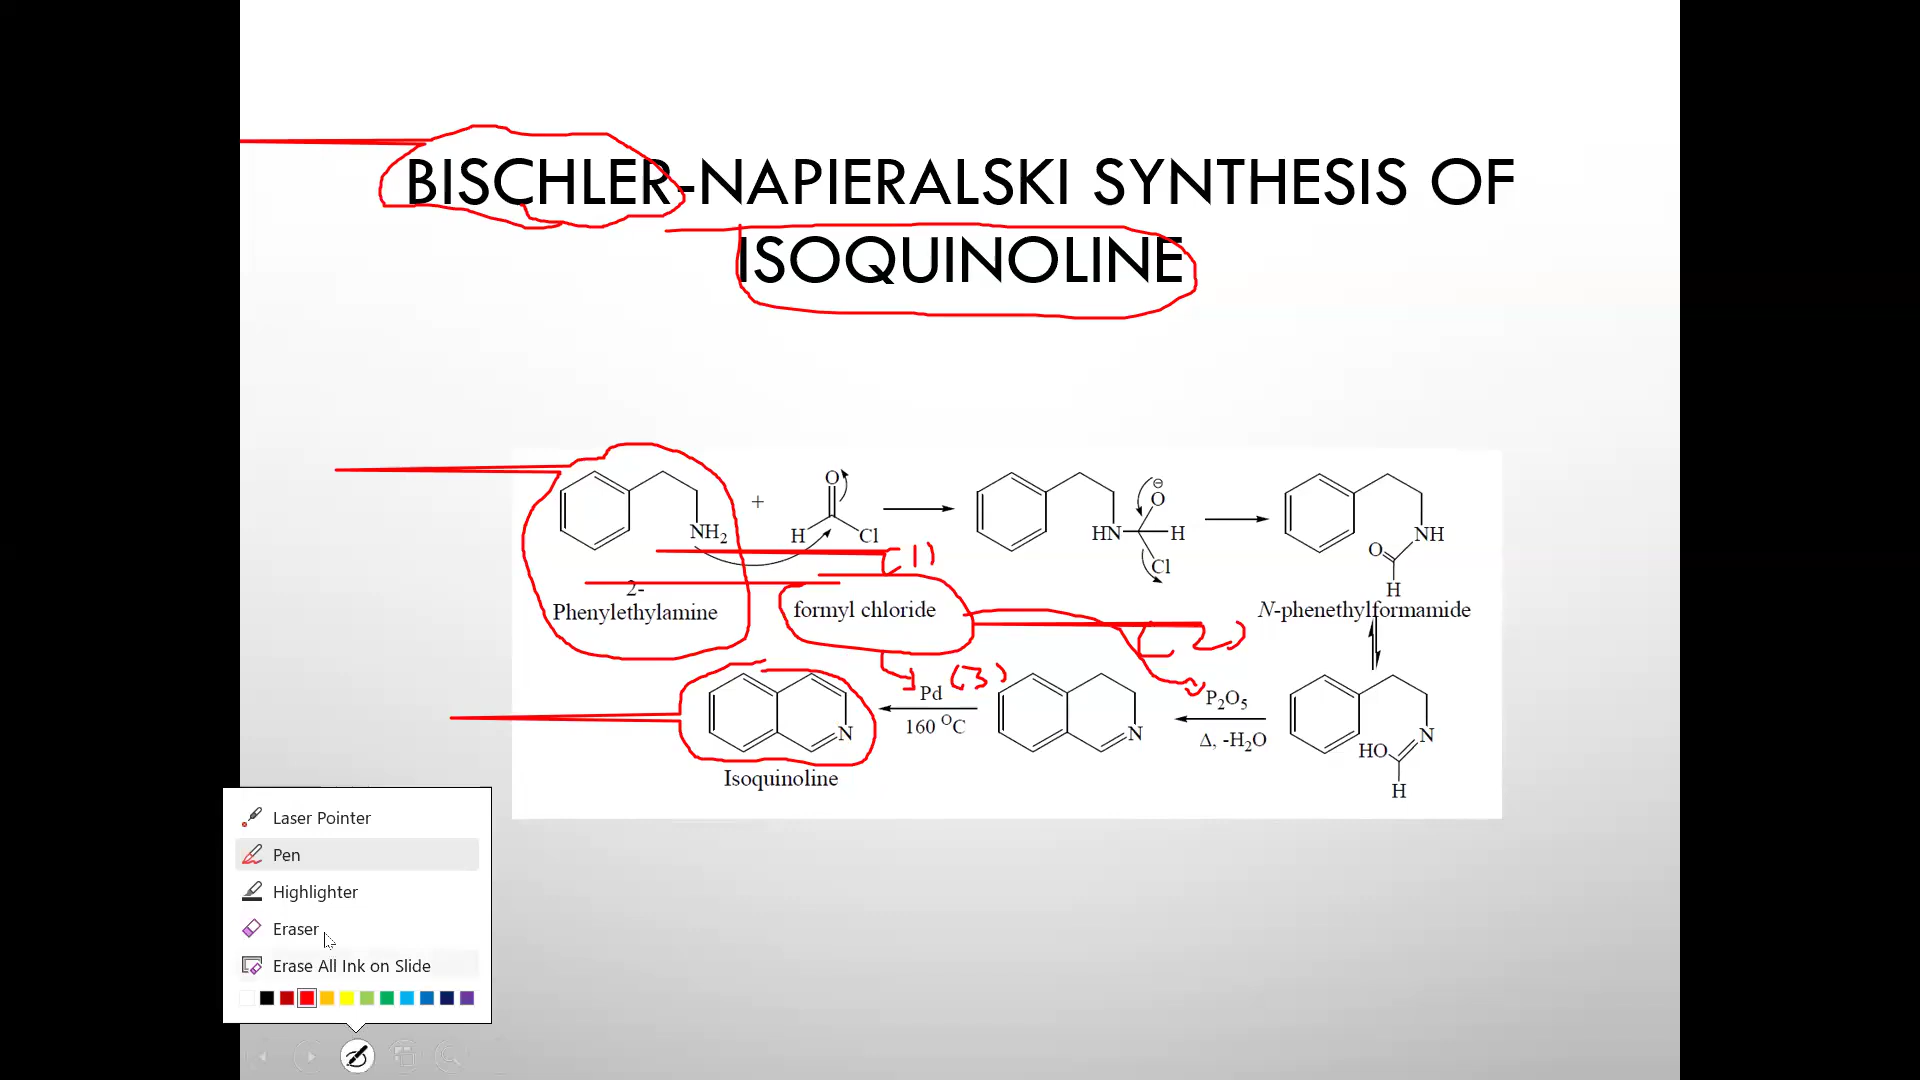 BISCHLER-NAPIERALSKI SYNTHESIS OF
ISOQUINOLINE
NH2
+
O
H
Cl
(1)
HN
⊖
O
H
Cl
NH
O
H
2-
Phenylethylamine
formyl chloride
N-phenethylformamide
(2)
(3)
Pd
160 °C
N
Isoquinoline
N
P2O5
Δ, -H2O
N
HO
H
Laser Pointer
Pen
Highlighter
Eraser
Erase All Ink on Slide